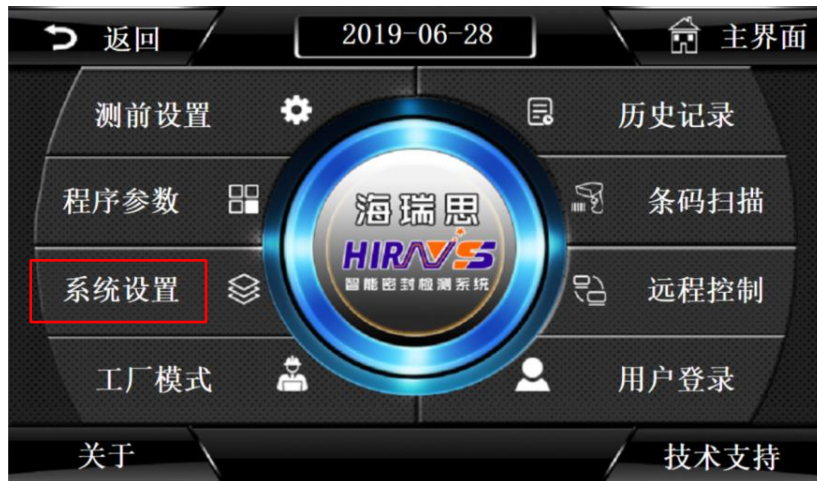 返回 2019-06-28 主界面
测前设置 历史记录
程序参数 条码扫描
海瑞思
HIRAYS
智能密封检测系统
系统设置 远程控制
工厂模式 用户登录
关于 技术支持